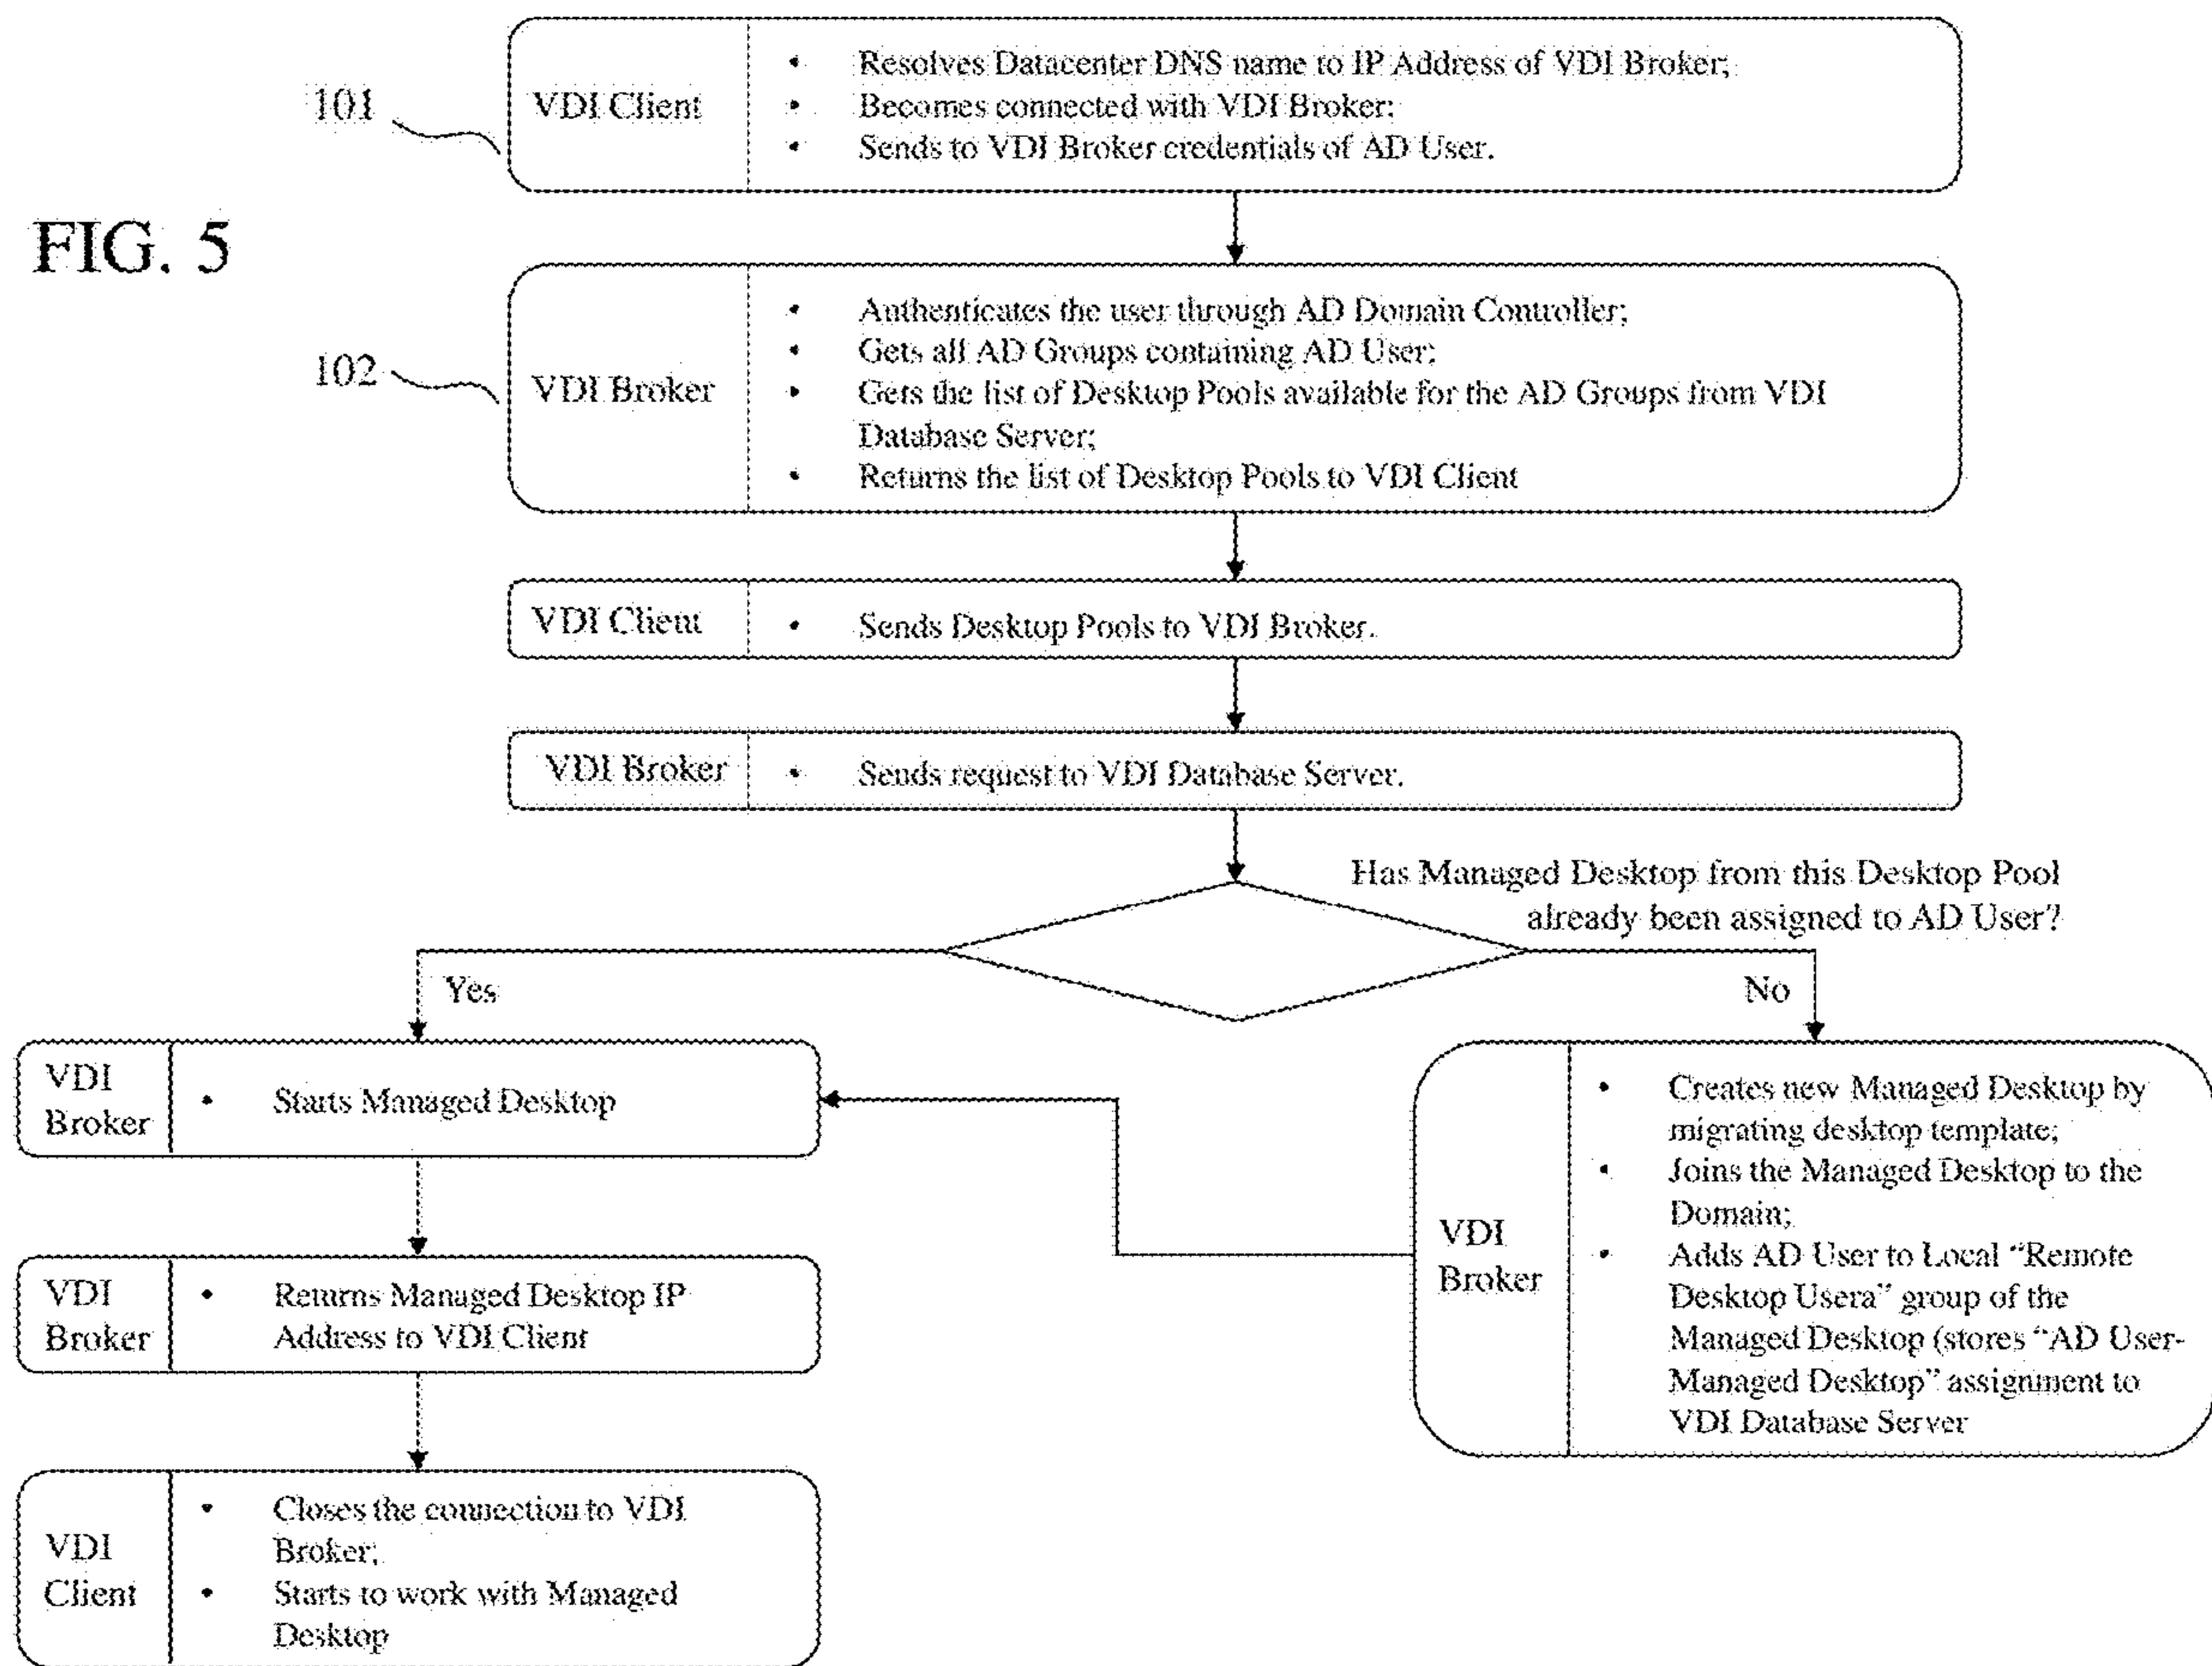 101
VDI Client
• Resolves Datacenter DNS name to IP Address of VDI Broker;
• Becomes connected with VDI Broker;
• Sends to VDI Broker credentials of AD User.
FIG. 5
102
VDI Broker
• Authenticates the user through AD Domain Controller;
• Gets all AD Groups containing AD User;
• Gets the list of Desktop Pools available for the AD Groups from VDI
Database Server;
• Returns the list of Desktop Pools to VDI Client
VDI Client
• Sends Desktop Pools to VDI Broker.
VDI Broker
• Sends request to VDI Database Server.
Has Managed Desktop from this Desktop Pool
already been assigned to AD User?
Yes
No
VDI
Broker
• Starts Managed Desktop
VDI
Broker
• Returns Managed Desktop IP
Address to VDI Client
VDI
Client
• Closes the connection to VDI
Broker;
• Starts to work with Managed
Desktop
VDI
Broker
• Creates new Managed Desktop by
migrating desktop template;
• Joins the Managed Desktop to the
Domain;
• Adds AD User to Local “Remote
Desktop Usera” group of the
Managed Desktop (stores “AD User-
Managed Desktop” assignment to
VDI Database Server